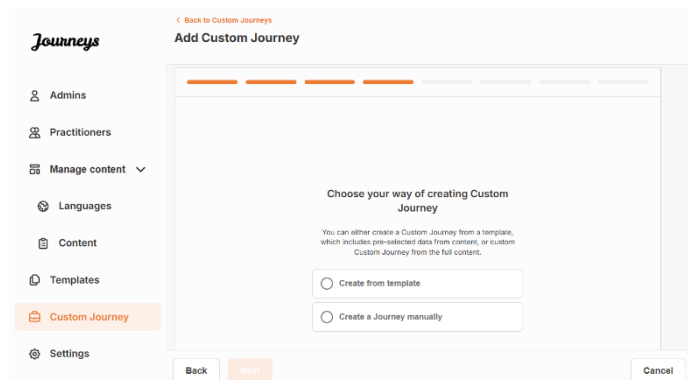 Back to Custom Journeys
Journeys
Add Custom Journey
Admins
Practitioners
Manage content
Languages
Content
Templates
Custom Journey
Settings
Choose your way of creating Custom
Journey
You can either create a Custom Journey from a template,
which includes pre-selected data from content, or custom
Custom Journey from the full content.
Create from template
Create a Journey manually
Back
Next
Cancel